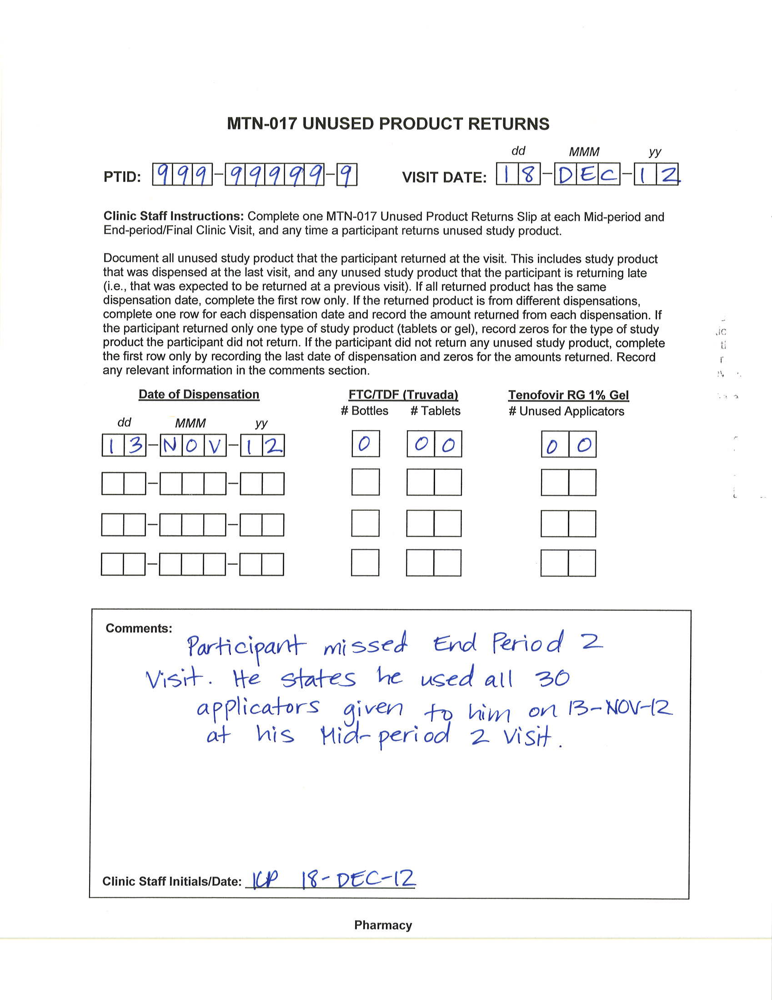 MTN-017 UNUSED PRODUCT RETURNS
dd MMM yy
PTID: 999-99999-9 VISIT DATE: 18-DEC-12
Clinic Staff Instructions: Complete one MTN-017 Unused Product Returns Slip at each Mid-period and
End-period/Final Clinic Visit, and any time a participant returns unused study product.
Document all unused study product that the participant returned at the visit. This includes study product
that was dispensed at the last visit, and any unused study product that the participant is returning late
(i.e., that was expected to be returned at a previous visit). If all returned product has the same
dispensation date, complete the first row only. If the returned product is from different dispensations,
complete one row for each dispensation date and record the amount returned from each dispensation. If
the participant returned only one type of study product (tablets or gel), record zeros for the type of study
product the participant did not return. If the participant did not return any unused study product, complete
the first row only by recording the last date of dispensation and zeros for the amounts returned. Record
any relevant information in the comments section.
Date of Dispensation FTC/TDF (Truvada) Tenofovir RG 1% Gel
# Bottles # Tablets # Unused Applicators
dd MMM yy
13-NOV-12 0 00 00
Comments:
Participant missed End Period 2
Visit. He states he used all 30
applicators given to him on 13-NOV-12
at his Mid-period 2 Visit.
Clinic Staff Initials/Date: KP 18-DEC-12
Pharmacy